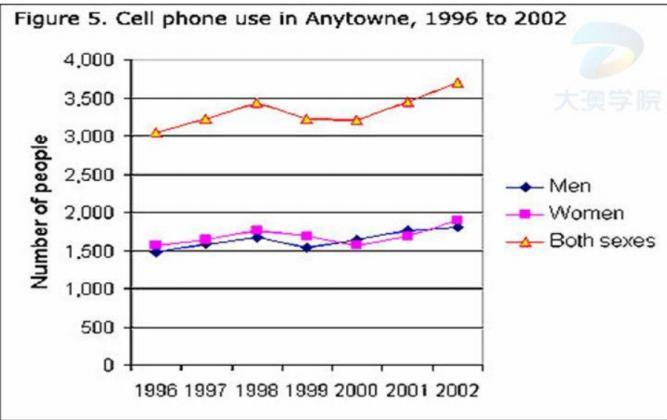 Figure 5. Cell phone use in Anytowne, 1996 to 2002
大澳学院
4,000
3,500
3,000
2,500
2,000
1,500
1,000
500
0
Number of people
1996 1997 1998 1999 2000 2001 2002
Men
Women
Both sexes